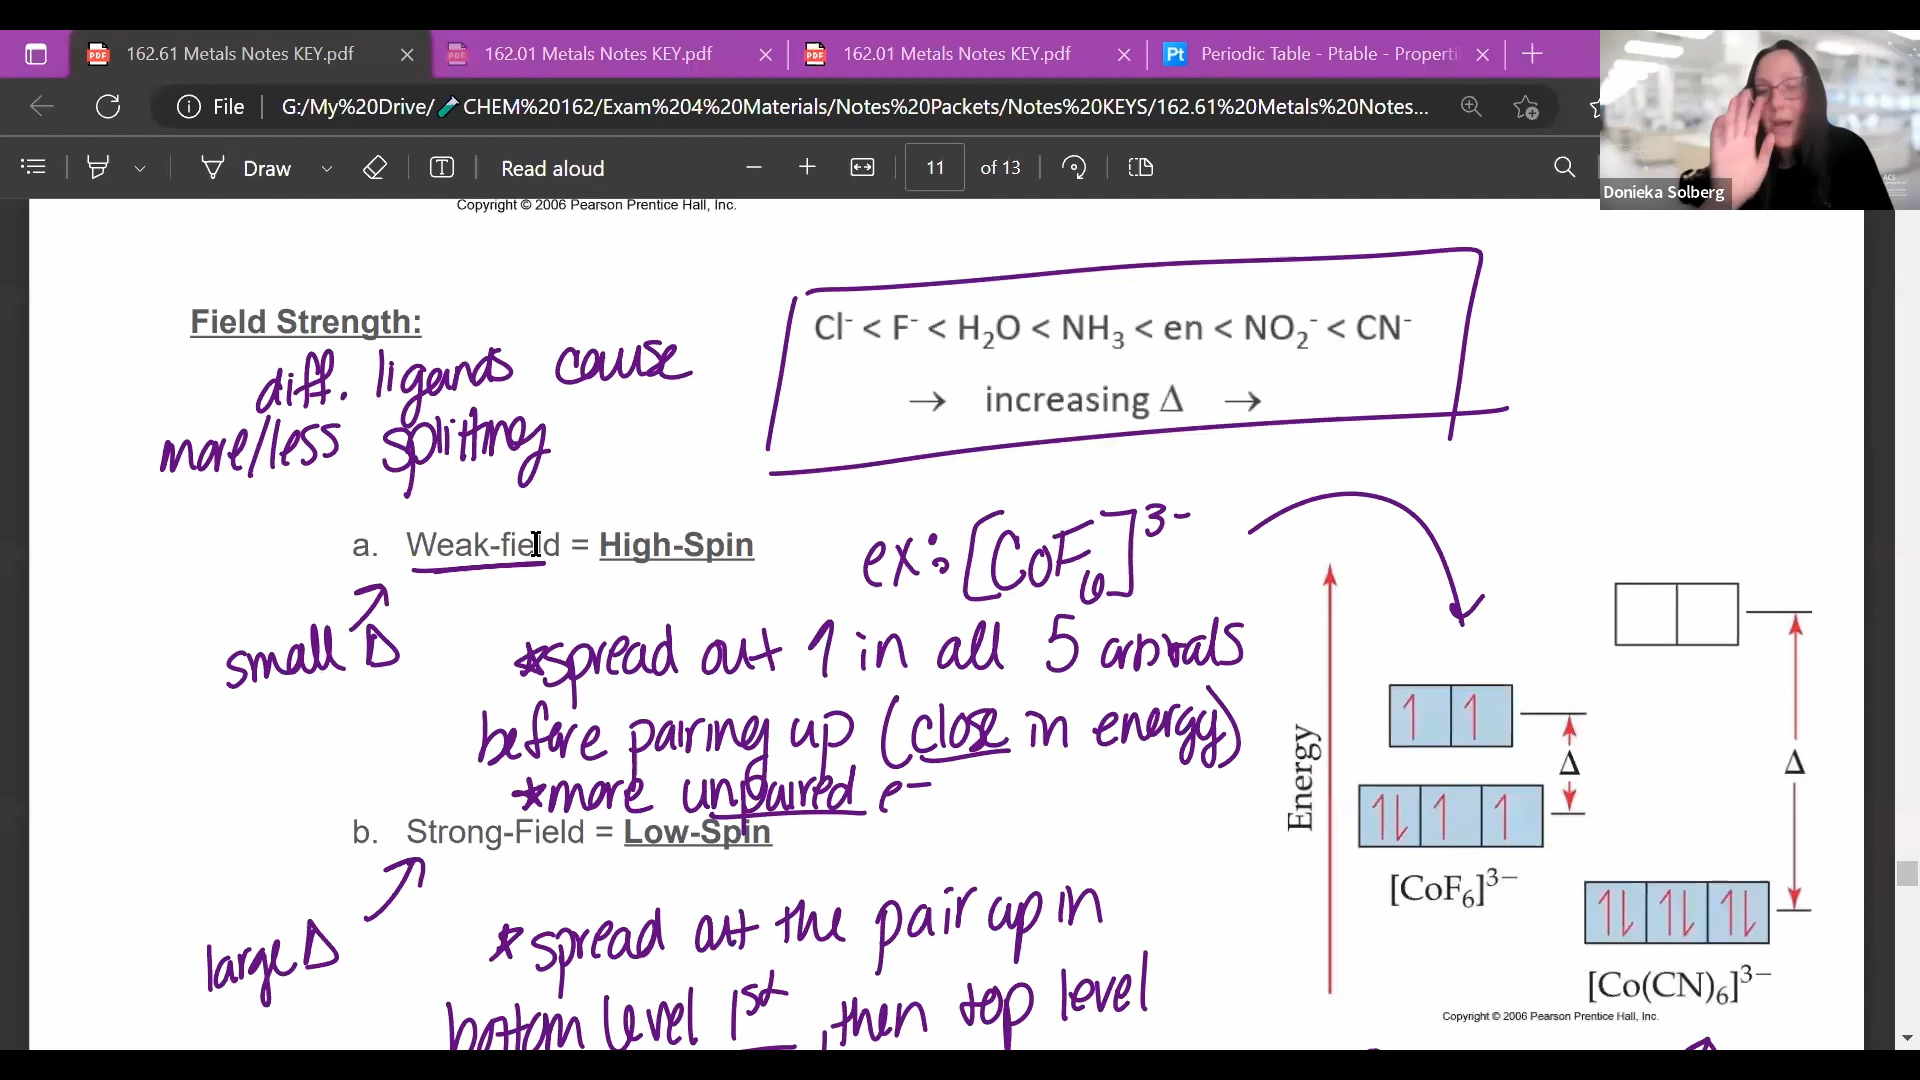 162.61 Metals Notes KEY.pdf
162.01 Metals Notes KEY.pdf
162.01 Metals Notes KEY.pdf
Pt Periodic Table - Ptable - Properti
File
G:/My%20Drive/🧪CHEM%20162/Exam%204%20Materials/Notes%20Packets/Notes%20KEYS/162.61%20Metals%20Notes...
Draw
Read aloud
11 of 13
Donieka Solberg
Copyright © 2006 Pearson Prentice Hall, Inc.
Field Strength:
diff. ligands cause
more/less splitting
Cl⁻ < F⁻ < H₂O < NH₃ < en < NO₂⁻ < CN⁻
→ increasing Δ →
a. Weak-field = High-Spin
small Δ
ex: [CoF₆]³⁻
*spread out 1 in all 5 orbitals
before pairing up (close in energy)
*more unpaired e⁻
b. Strong-Field = Low-Spin
large Δ
*spread out the pair up in
bottom level 1st, then top level
Energy
Δ
Δ
[CoF₆]³⁻
[Co(CN)₆]³⁻
Copyright © 2006 Pearson Prentice Hall, Inc.